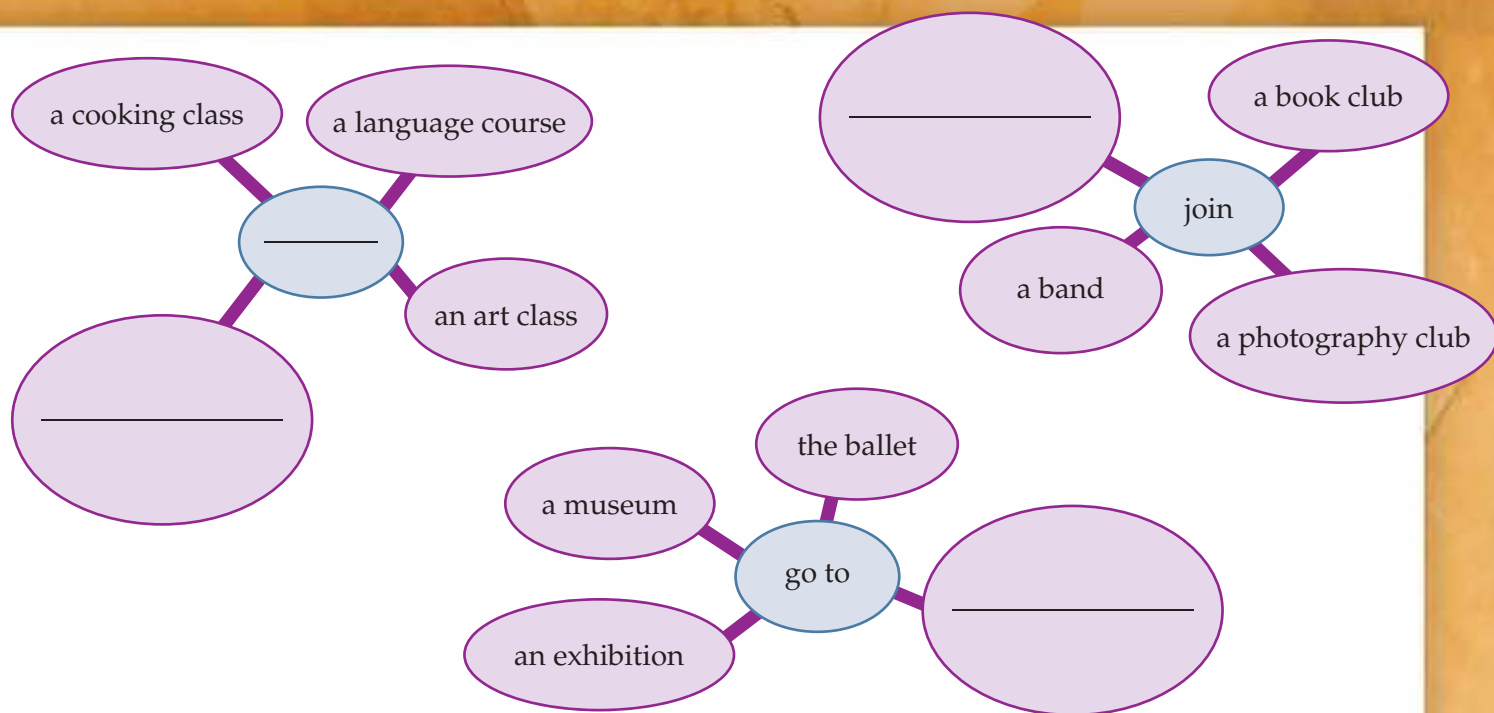 a cooking class
a language course
an art class
a book club
join
a band
a photography club
the ballet
a museum
go to
an exhibition